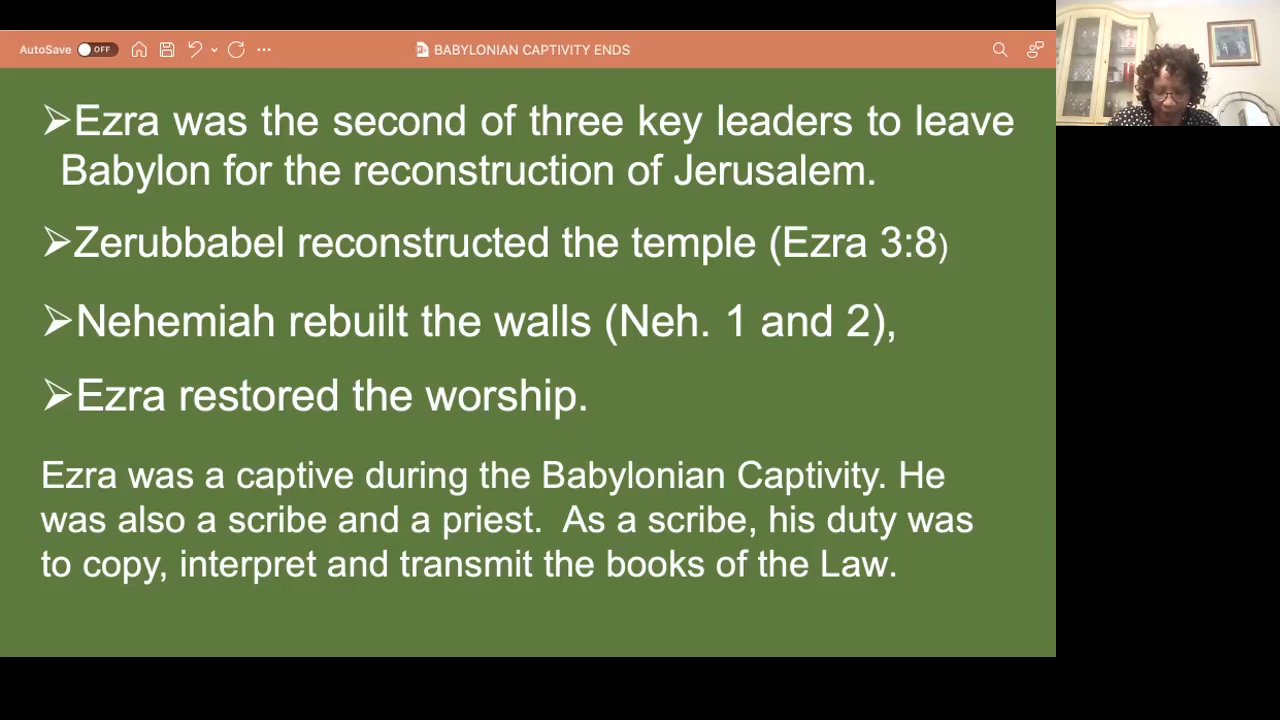 AutoSave OFF
BABYLONIAN CAPTIVITY ENDS
➢Ezra was the second of three key leaders to leave
Babylon for the reconstruction of Jerusalem.
➢Zerubbabel reconstructed the temple (Ezra 3:8)
➢Nehemiah rebuilt the walls (Neh. 1 and 2),
➢Ezra restored the worship.
Ezra was a captive during the Babylonian Captivity. He
was also a scribe and a priest.  As a scribe, his duty was
to copy, interpret and transmit the books of the Law.